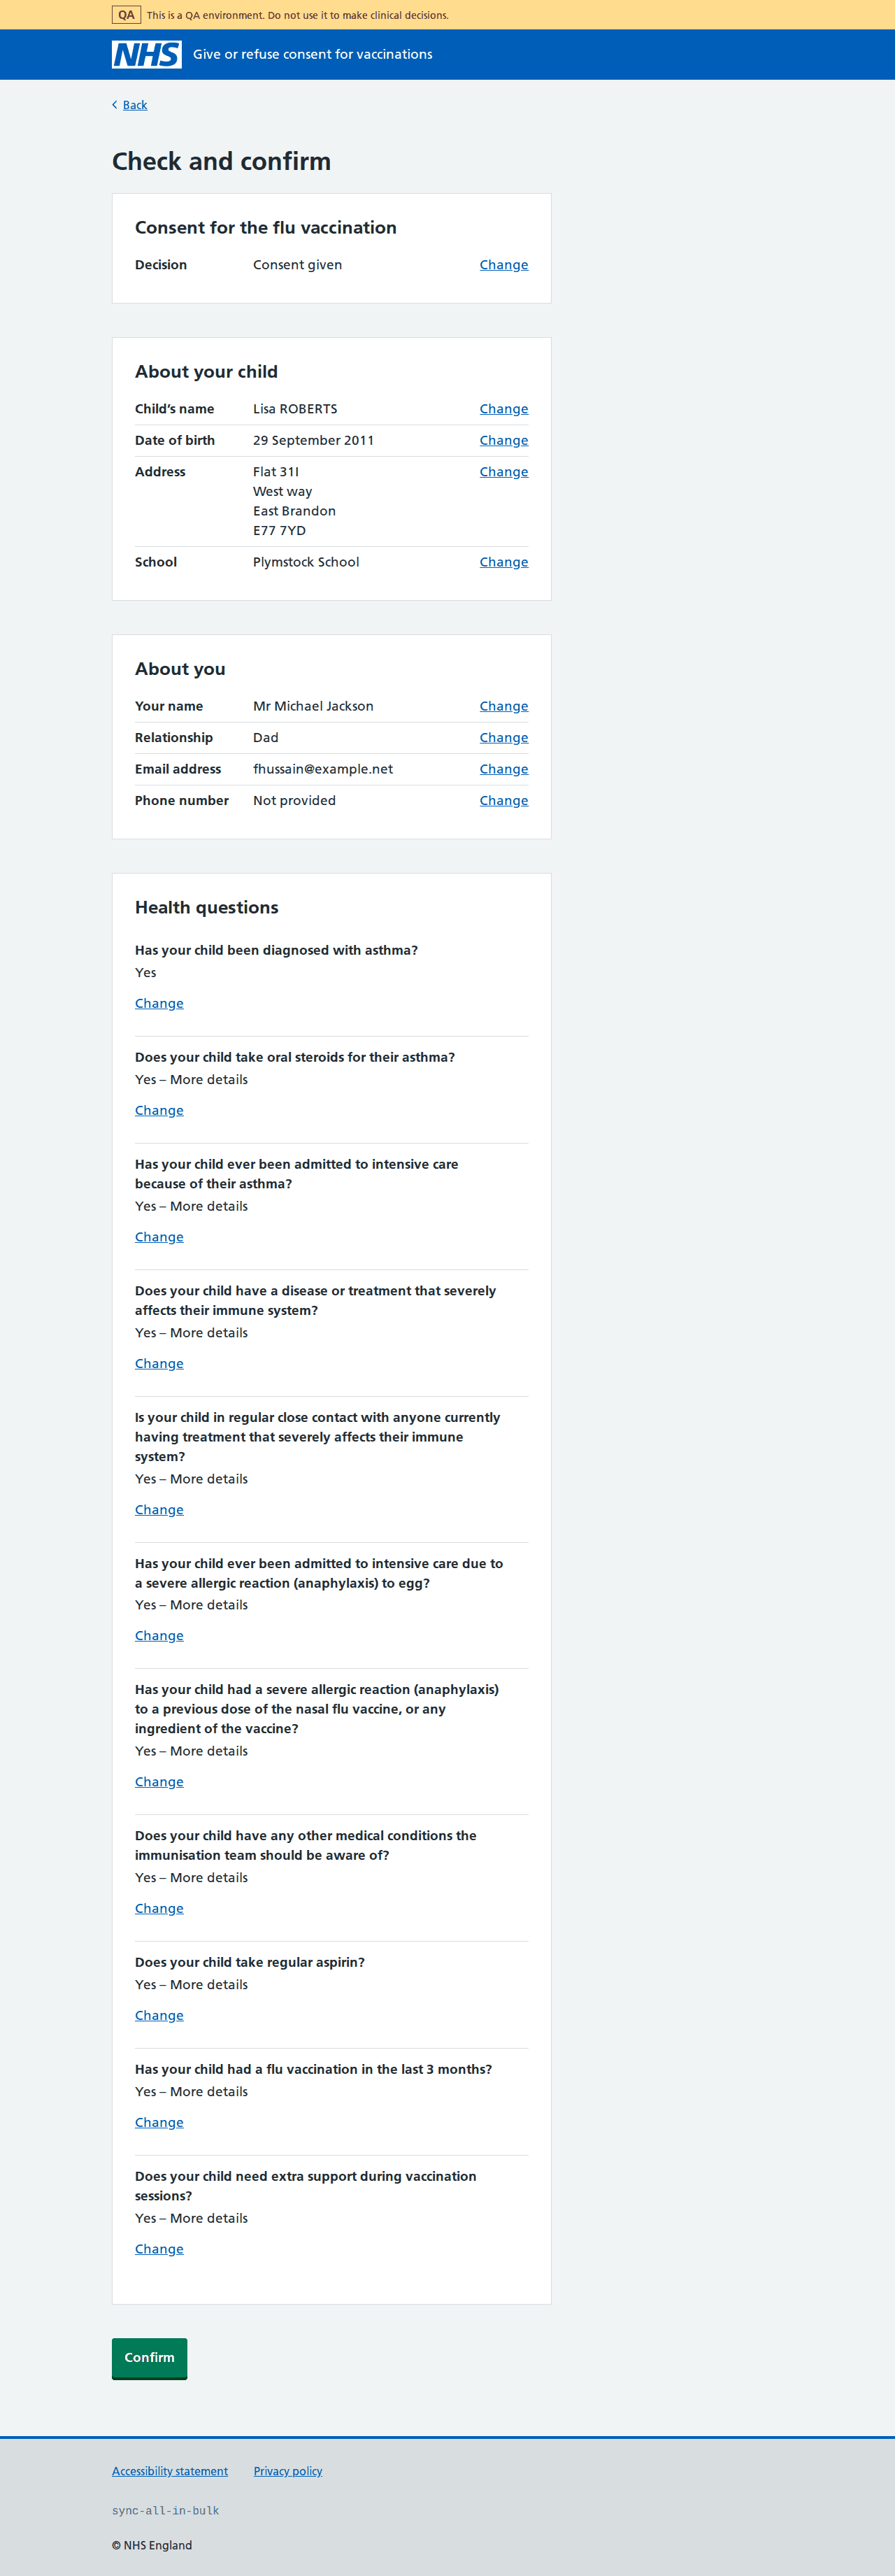 QA This is a QA environment. Do not use it to make clinical decisions.
NHS Give or refuse consent for vaccinations
Back
Check and confirm
Consent for the flu vaccination
Decision Consent given Change
About your child
Child’s name Lisa ROBERTS Change
Date of birth 29 September 2011 Change
Address Flat 31I Change
West way
East Brandon
E77 7YD
School Plymstock School Change
About you
Your name Mr Michael Jackson Change
Relationship Dad Change
Email address fhussain@example.net Change
Phone number Not provided Change
Health questions
Has your child been diagnosed with asthma?
Yes
Change
Does your child take oral steroids for their asthma?
Yes – More details
Change
Has your child ever been admitted to intensive care
because of their asthma?
Yes – More details
Change
Does your child have a disease or treatment that severely
affects their immune system?
Yes – More details
Change
Is your child in regular close contact with anyone currently
having treatment that severely affects their immune
system?
Yes – More details
Change
Has your child ever been admitted to intensive care due to
a severe allergic reaction (anaphylaxis) to egg?
Yes – More details
Change
Has your child had a severe allergic reaction (anaphylaxis)
to a previous dose of the nasal flu vaccine, or any
ingredient of the vaccine?
Yes – More details
Change
Does your child have any other medical conditions the
immunisation team should be aware of?
Yes – More details
Change
Does your child take regular aspirin?
Yes – More details
Change
Has your child had a flu vaccination in the last 3 months?
Yes – More details
Change
Does your child need extra support during vaccination
sessions?
Yes – More details
Change
Confirm
Accessibility statement Privacy policy
sync-all-in-bulk
© NHS England